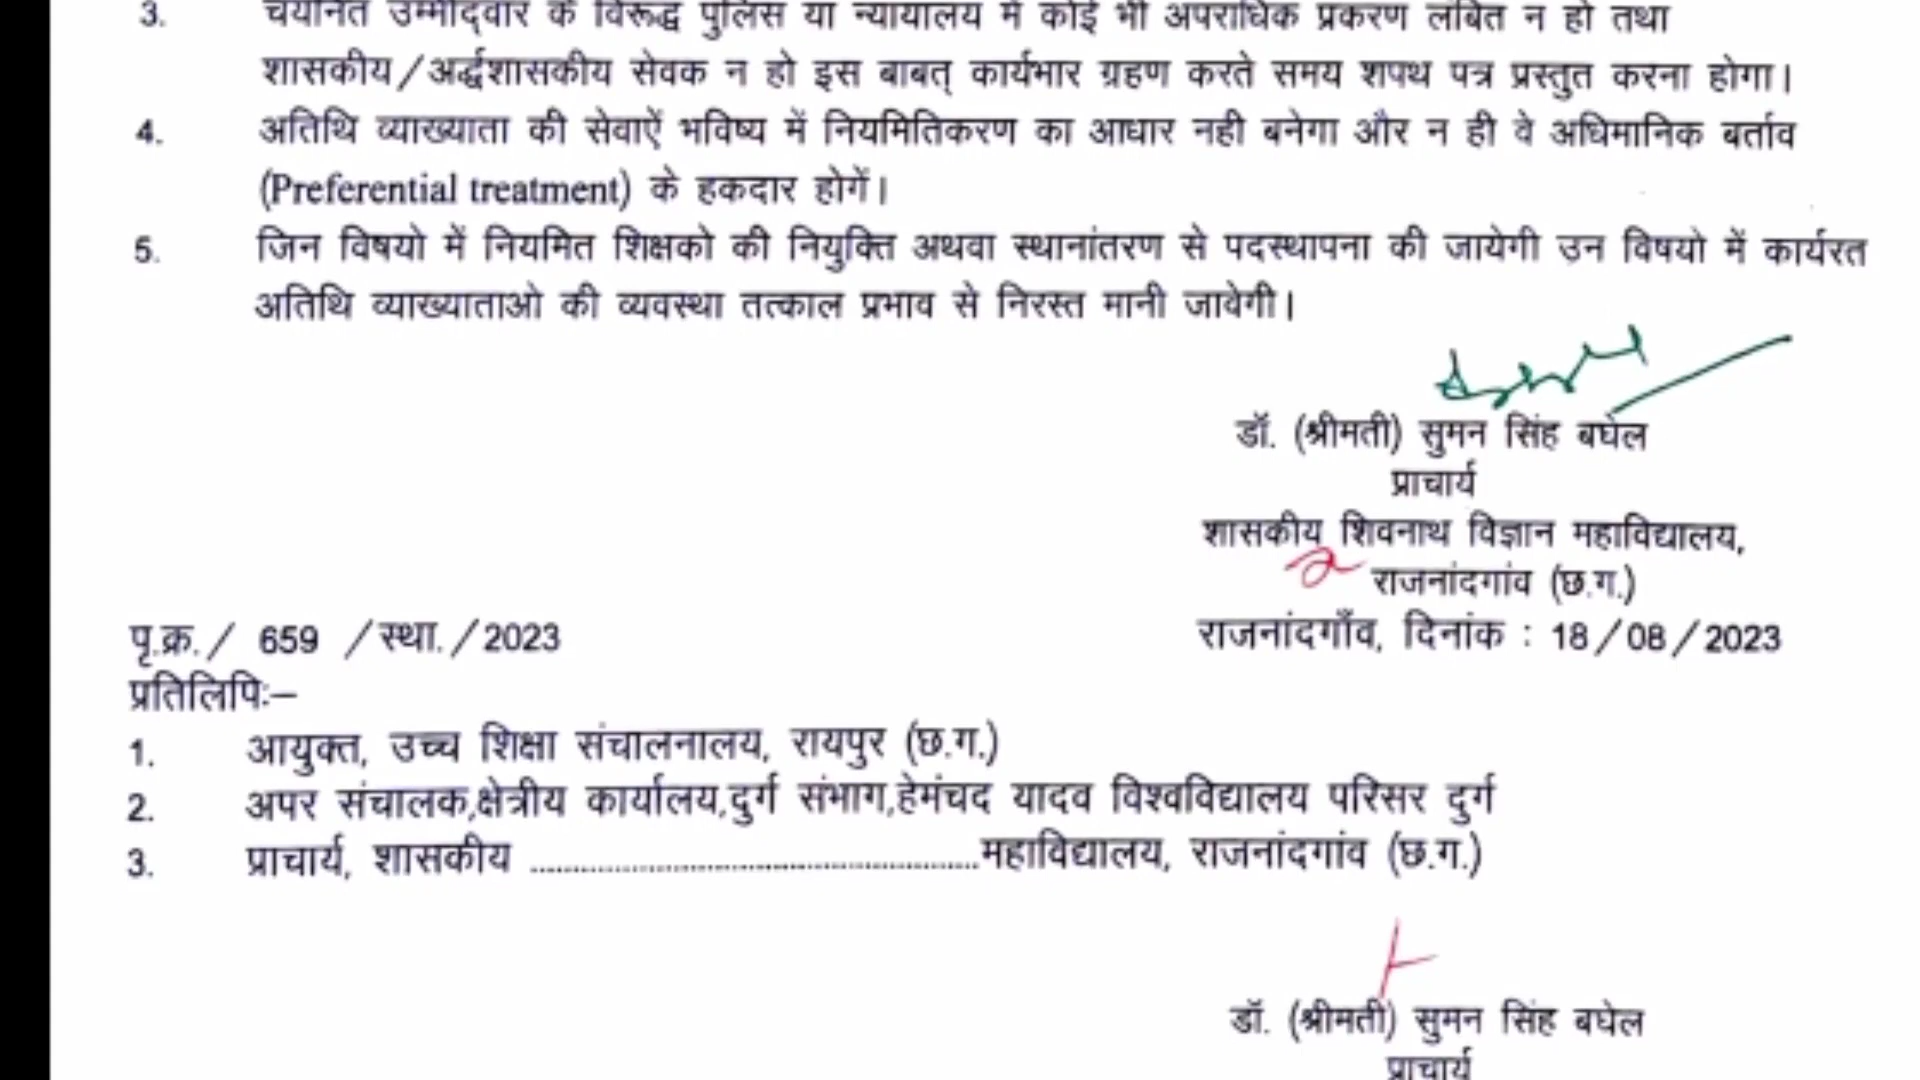 3. चयनित उम्मीद्वार के विरूद्ध पुलिस या न्यायालय में कोई भी अपराधिक प्रकरण लंबित न हो तथा
शासकीय/अर्द्धशासकीय सेवक न हो इस बाबत् कार्यभार ग्रहण करते समय शपथ पत्र प्रस्तुत करना होगा।
4. अतिथि व्याख्याता की सेवाऐं भविष्य में नियमितिकरण का आधार नही बनेगा और न ही वे अधिमानिक बर्ताव
(Preferential treatment) के हकदार होगें।
5. जिन विषयो में नियमित शिक्षको की नियुक्ति अथवा स्थानांतरण से पदस्थापना की जायेगी उन विषयो में कार्यरत
अतिथि व्याख्याताओ की व्यवस्था तत्काल प्रभाव से निरस्त मानी जावेगी।
डॉ. (श्रीमती) सुमन सिंह बघेल
प्राचार्य
शासकीय शिवनाथ विज्ञान महाविद्यालय,
राजनांदगांव (छ.ग.)
पृ.क्र./ 659 /स्था./2023 राजनांदगाँव, दिनांक : 18/08/2023
प्रतिलिपिः–
1. आयुक्त, उच्च शिक्षा संचालनालय, रायपुर (छ.ग.)
2. अपर संचालक,क्षेत्रीय कार्यालय,दुर्ग संभाग,हेमंचद यादव विश्वविद्यालय परिसर दुर्ग
3. प्राचार्य, शासकीय ........................................महाविद्यालय, राजनांदगांव (छ.ग.)
डॉ. (श्रीमती) सुमन सिंह बघेल
प्राचार्य